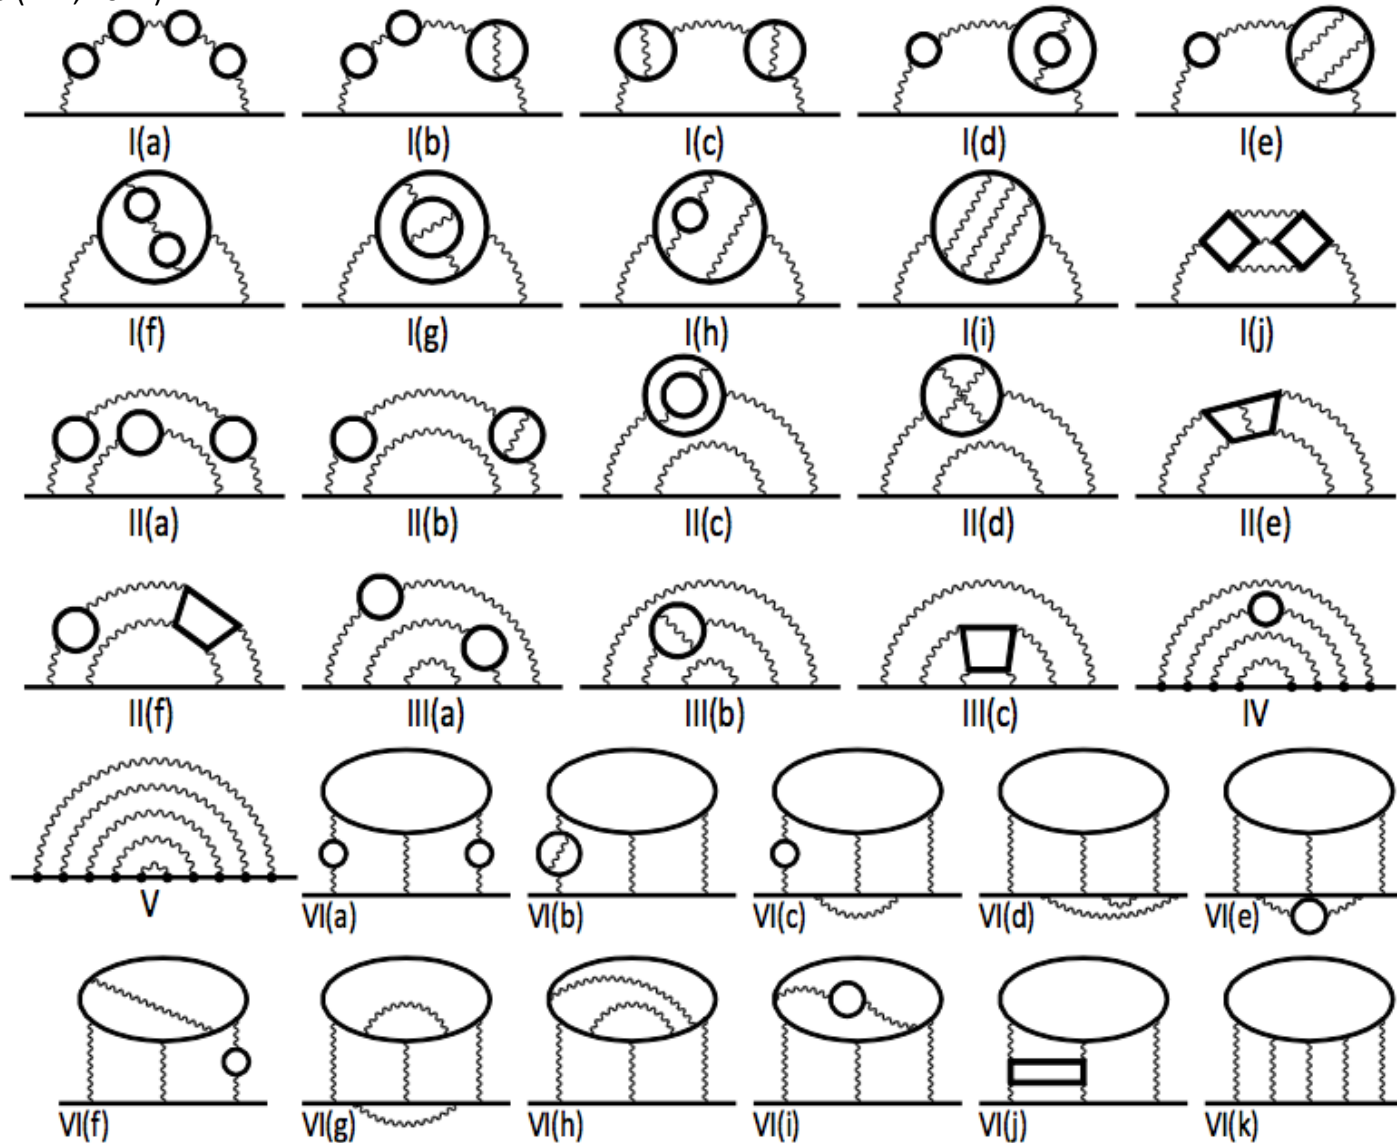 I(a) I(b) I(c) I(d) I(e)
I(f) I(g) I(h) I(i) I(j)
II(a) II(b) II(c) II(d) II(e)
II(f) III(a) III(b) III(c) IV
V VI(a) VI(b) VI(c) VI(d) VI(e)
VI(f) VI(g) VI(h) VI(i) VI(j) VI(k)